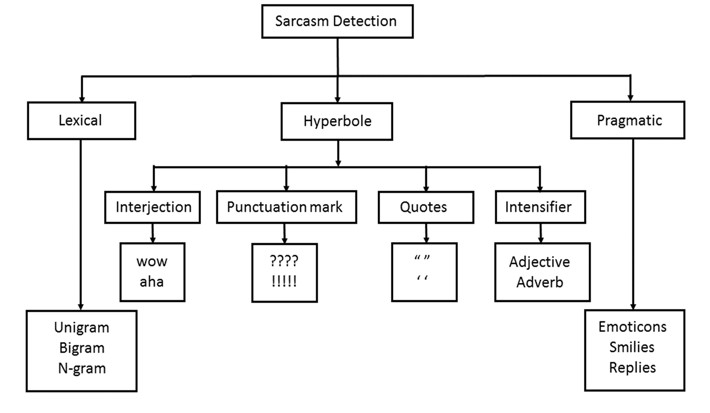 Sarcasm Detection
Lexical
Hyperbole
Pragmatic
Interjection
Punctuation mark
Quotes
Intensifier
wow
aha
????
!!!!!
“ ”
‘ ‘
Adjective
Adverb
Unigram
Bigram
N-gram
Emoticons
Smilies
Replies